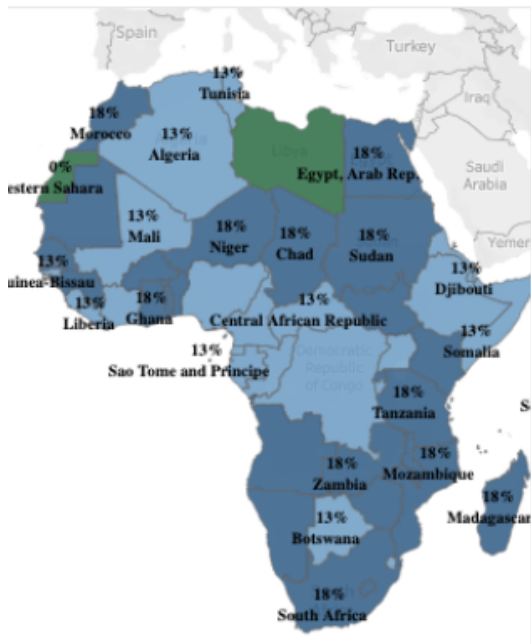 Spain
Turkey
13%
Tunisia
Iraq
18%
Morocco
13%
Algeria
Libya
18%
Egypt, Arab Rep.
Saudi
Arabia
0%
estern Sahara
13%
Mali
18%
Niger
18%
Chad
18%
Sudan
Yemen
13%
uinea-Bissau
13%
Djibouti
13%
Liberia
18%
Ghana
13%
Central African Republic
13%
Somalia
13%
Sao Tome and Principe
Democratic
Republic
of Congo
18%
Tanzania
S
18%
Zambia
18%
Mozambique
18%
Madagascar
13%
Botswana
18%
South Africa